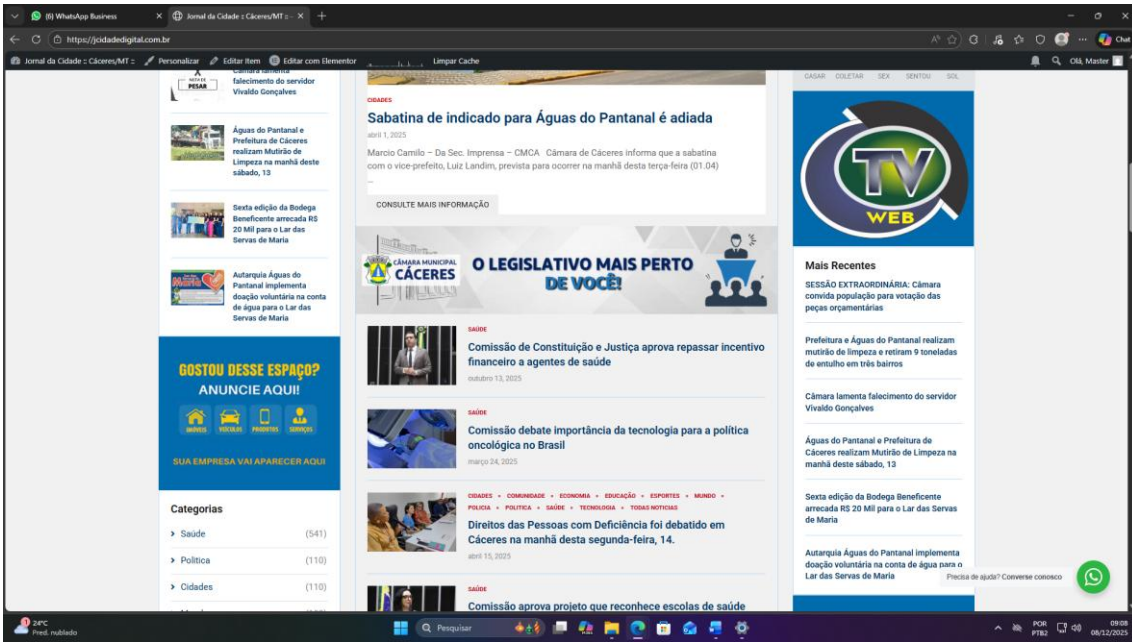 (6) WhatsApp Business
Jornal da Cidade :: Cáceres/MT :: -
https://jcidadedigital.com.br
Chat
Jornal da Cidade :: Cáceres/MT ::
Personalizar
Editar Item
Editar com Elementor
Limpar Cache
Olá, Master
NOTA DE
PESAR
Câmara lamenta
falecimento do servidor
Vivaldo Gonçalves
Águas do Pantanal e
Prefeitura de Cáceres
realizam Mutirão de
Limpeza na manhã deste
sábado, 13
Sexta edição da Bodega
Beneficente arrecada R$
20 Mil para o Lar das
Servas de Maria
Autarquia Águas do
Pantanal implementa
doação voluntária na conta
de água para o Lar das
Servas de Maria
GOSTOU DESSE ESPAÇO?
ANUNCIE AQUI!
IMÓVEIS VEÍCULOS PRODUTOS SERVIÇOS
SUA EMPRESA VAI APARECER AQUI
Categorias
Saúde (541)
Politica (110)
Cidades (110)
CIDADES
Sabatina de indicado para Águas do Pantanal é adiada
abril 1, 2025
Marcio Camilo – Da Sec. Imprensa – CMCA Câmara de Cáceres informa que a sabatina
com o vice-prefeito, Luiz Landim, prevista para ocorrer na manhã desta terça-feira (01.04)
...
CONSULTE MAIS INFORMAÇÃO
CÂMARA MUNICIPAL
CÁCERES
O LEGISLATIVO MAIS PERTO
DE VOCÊ!
SAÚDE
Comissão de Constituição e Justiça aprova repassar incentivo
financeiro a agentes de saúde
outubro 13, 2025
SAÚDE
Comissão debate importância da tecnologia para a política
oncológica no Brasil
março 24, 2025
CIDADES • COMUNIDADE • ECONOMIA • EDUCAÇÃO • ESPORTES • MUNDO •
POLICIA • POLITICA • SAÚDE • TECNOLOGIA • TODAS NOTICIAS
Direitos das Pessoas com Deficiência foi debatido em
Cáceres na manhã desta segunda-feira, 14.
abril 15, 2025
SAÚDE
Comissão aprova projeto que reconhece escolas de saúde
CASAR COLETAR SEX SENTOU SOL
TV
WEB
Mais Recentes
SESSÃO EXTRAORDINÁRIA: Câmara
convida população para votação das
peças orçamentárias
Prefeitura e Águas do Pantanal realizam
mutirão de limpeza e retiram 9 toneladas
de entulho em três bairros
Câmara lamenta falecimento do servidor
Vivaldo Gonçalves
Águas do Pantanal e Prefeitura de
Cáceres realizam Mutirão de Limpeza na
manhã deste sábado, 13
Sexta edição da Bodega Beneficente
arrecada R$ 20 Mil para o Lar das Servas
de Maria
Autarquia Águas do Pantanal implementa
doação voluntária na conta de água para o
Lar das Servas de Maria
Precisa de ajuda? Converse conosco
24°C
Pred. nublado
Pesquisar
POR
PTB2
09:08
08/12/2025